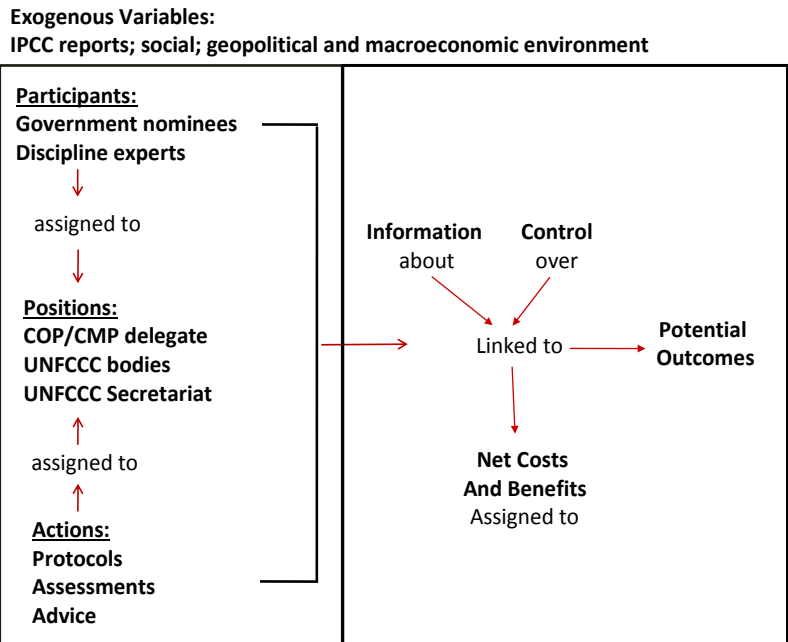 Exogenous Variables:
IPCC reports; social; geopolitical and macroeconomic environment
Participants:
Government nominees
Discipline experts
assigned to
Positions:
COP/CMP delegate
UNFCCC bodies
UNFCCC Secretariat
assigned to
Actions:
Protocols
Assessments
Advice
Information
about
Control
over
Linked to
Potential
Outcomes
Net Costs
And Benefits
Assigned to